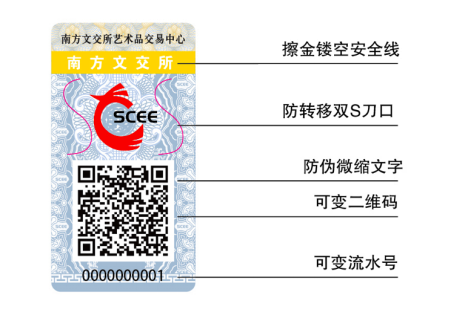 南方文交所艺术品交易中心
南方文交所
擦金镂空安全线
SCEE
防转移双S刀口
防伪微缩文字
可变二维码
0000000001
可变流水号